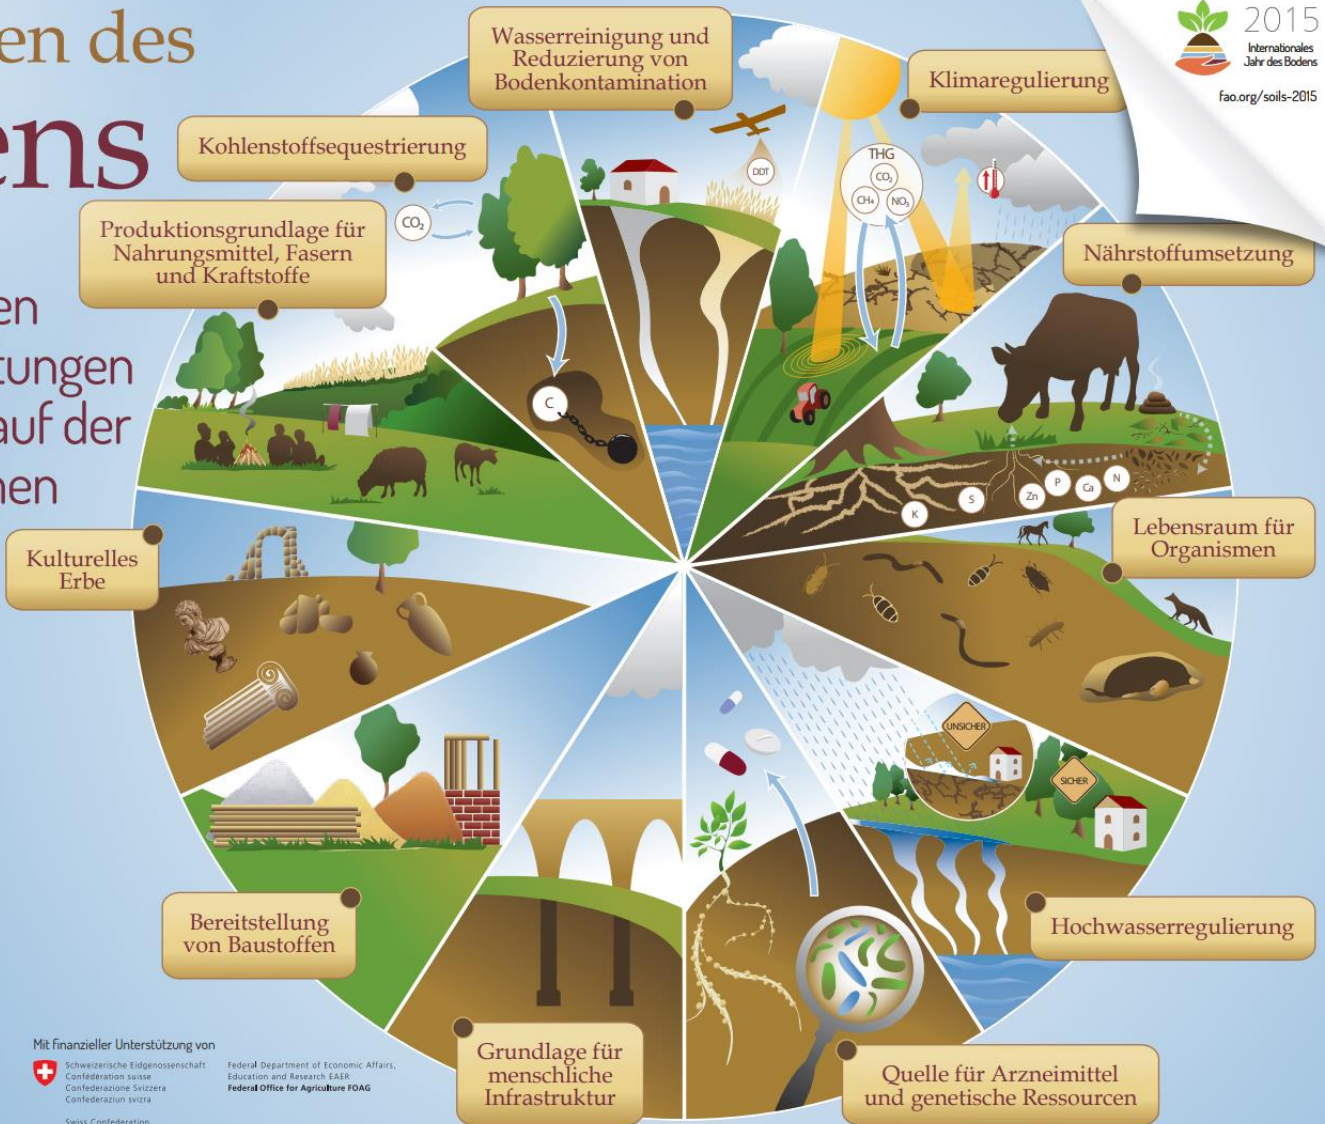 en des
ens
en
tungen
auf der
nen
2015
Internationales
Jahr des Bodens
fao.org/soils-2015
Wasserreinigung und
Reduzierung von
Bodenkontamination
Klimaregulierung
Kohlenstoffsequestrierung
Produktionsgrundlage für
Nahrungsmittel, Fasern
und Kraftstoffe
Nährstoffumsetzung
CO₂
DDT
THG
CO₂
CH₄
NO₃
C
K
S
Zn
P
Ca
N
Kulturelles
Erbe
Lebensraum für
Organismen
UNSICHER
SICHER
Bereitstellung
von Baustoffen
Hochwasserregulierung
Grundlage für
menschliche
Infrastruktur
Quelle für Arzneimittel
und genetische Ressourcen
Mit finanzieller Unterstützung von
Schweizerische Eidgenossenschaft
Confédération suisse
Confederazione Svizzera
Confederaziun svizra
Swiss Confederation
Federal Department of Economic Affairs,
Education and Research EAER
Federal Office for Agriculture FOAG